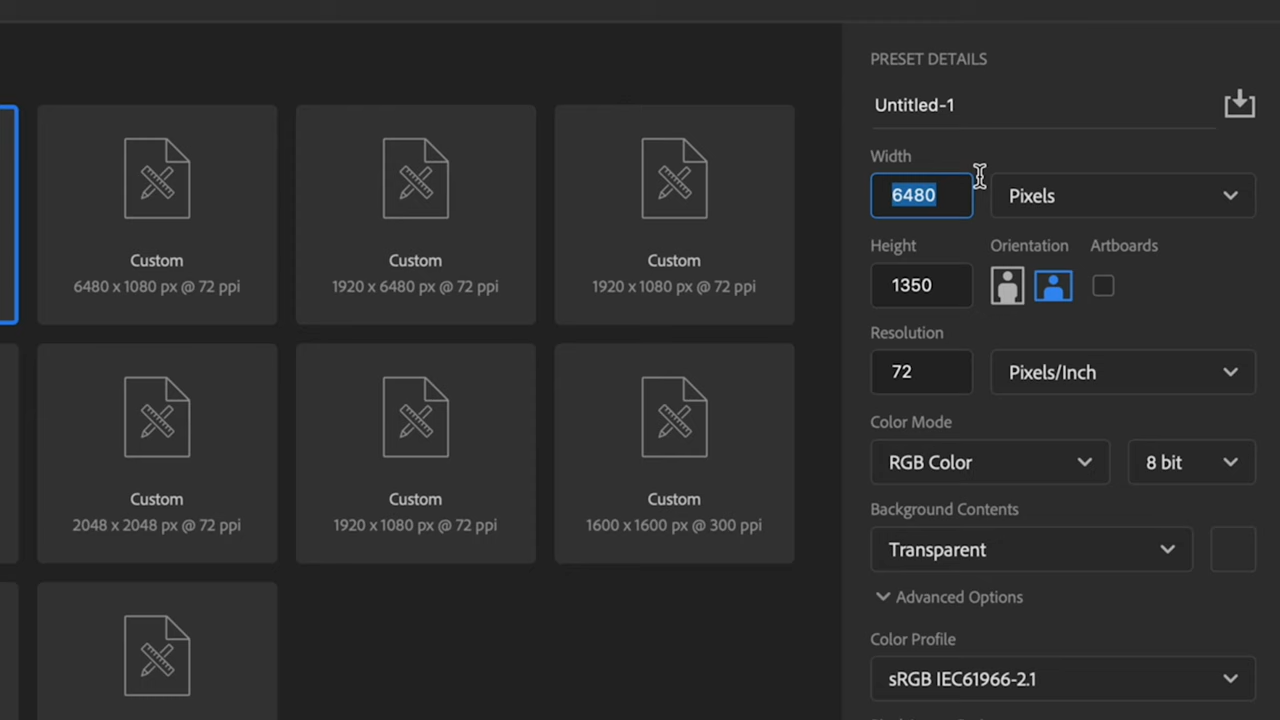 PRESET DETAILS
Untitled-1
Width
6480 Pixels
Height Orientation Artboards
1350
Resolution
72 Pixels/Inch
Color Mode
RGB Color 8 bit
Background Contents
Transparent
Advanced Options
Color Profile
sRGB IEC61966-2.1
Custom
6480 x 1080 px @ 72 ppi
Custom
1920 x 6480 px @ 72 ppi
Custom
1920 x 1080 px @ 72 ppi
Custom
2048 x 2048 px @ 72 ppi
Custom
1920 x 1080 px @ 72 ppi
Custom
1600 x 1600 px @ 300 ppi